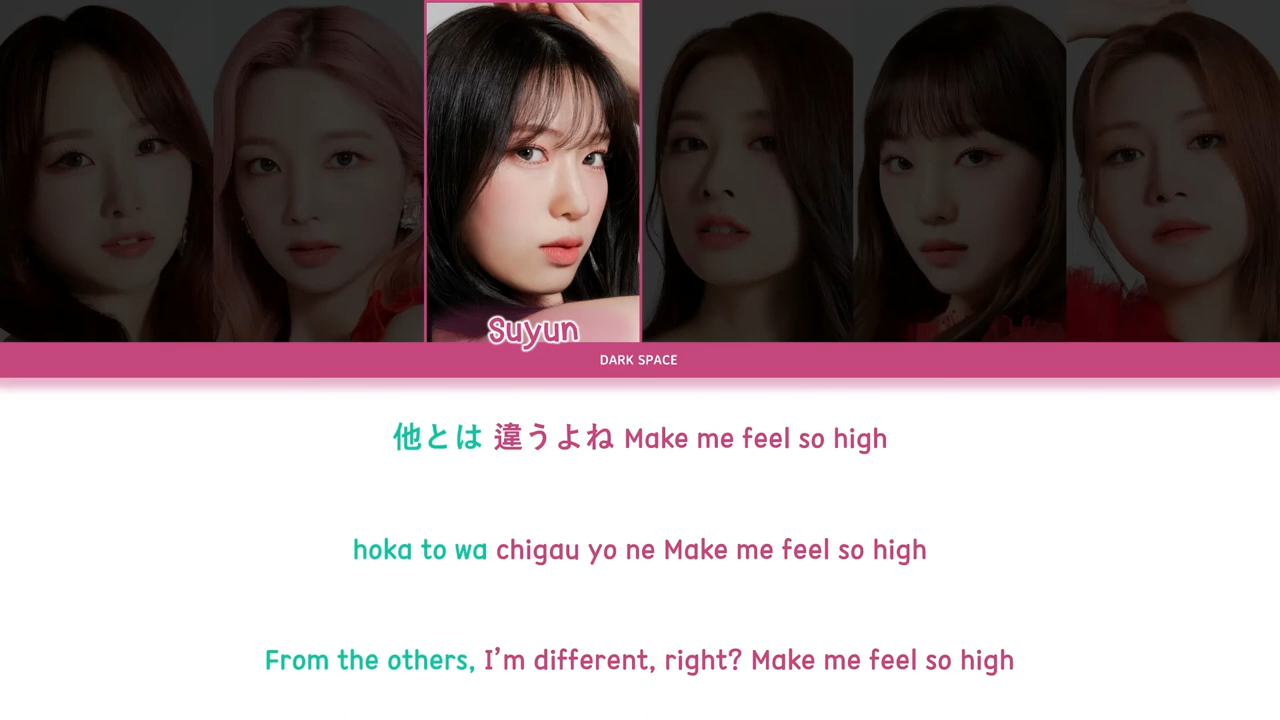 Suyun
DARK SPACE
他とは 違うよね Make me feel so high
hoka to wa chigau yo ne Make me feel so high
From the others, I’m different, right? Make me feel so high